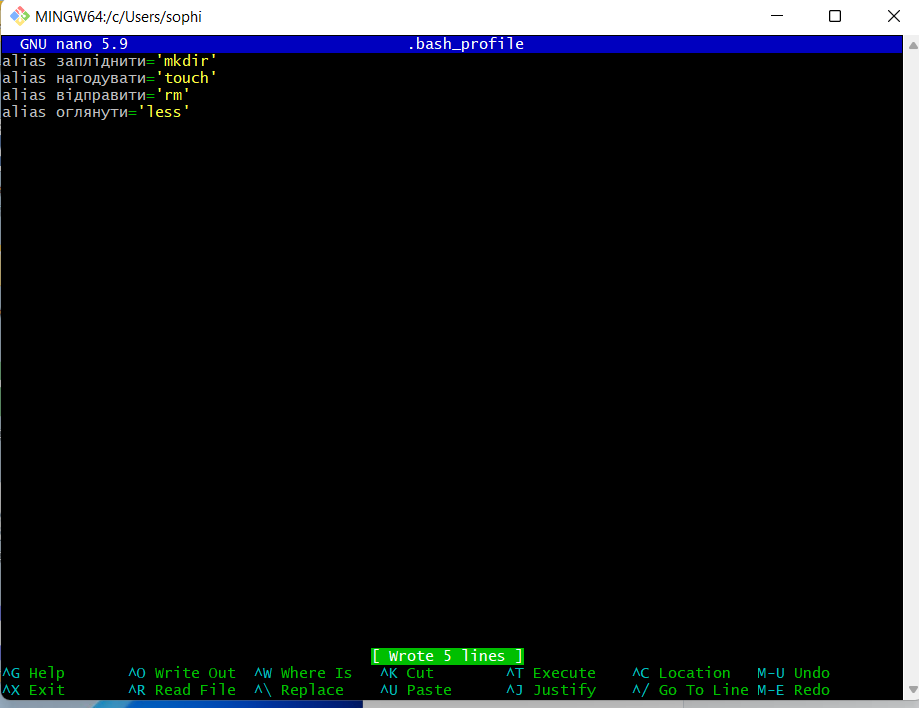 MINGW64:/c/Users/sophi
GNU nano 5.9 .bash_profile
alias запліднити='mkdir'
alias нагодувати='touch'
alias відправити='rm'
alias оглянути='less'
[ Wrote 5 lines ]
^G Help ^O Write Out ^W Where Is ^K Cut ^T Execute ^C Location M-U Undo
^X Exit ^R Read File ^\ Replace ^U Paste ^J Justify ^/ Go To Line M-E Redo